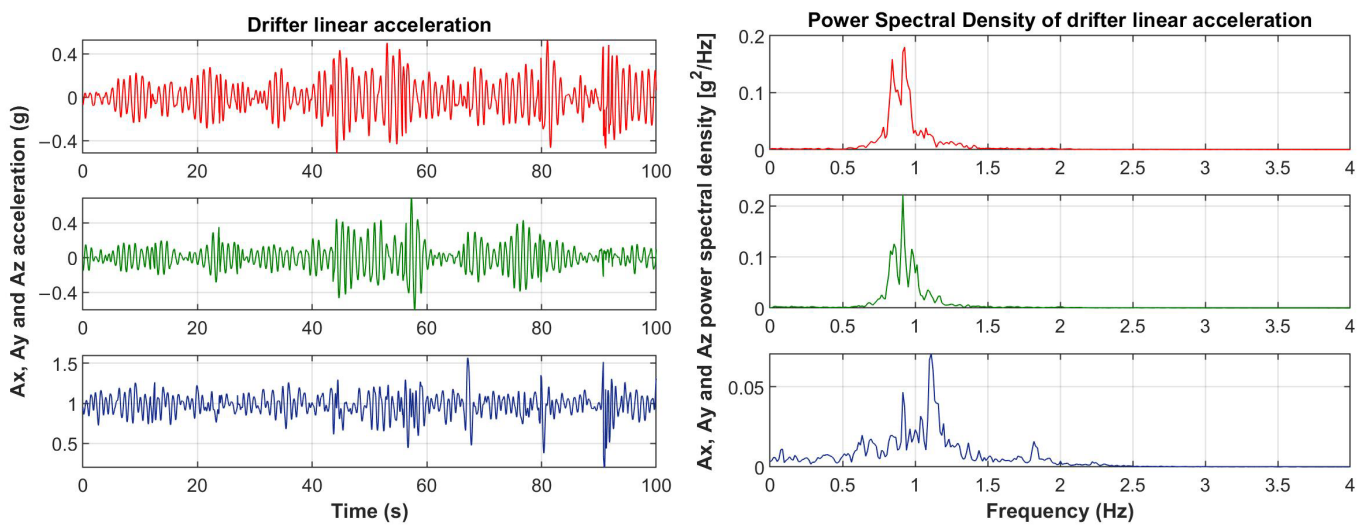 Drifter linear acceleration
Ax, Ay and Az acceleration (g)
0.4
0
−0.4
0 20 40 60 80 100
0.4
0
−0.4
0 20 40 60 80 100
1.5
1
0.5
0 20 40 60 80 100
Time (s)
Power Spectral Density of drifter linear acceleration
Ax, Ay and Az power spectral density [g²/Hz]
0.2
0.1
0
0 0.5 1 1.5 2 2.5 3 3.5 4
0.2
0.1
0
0 0.5 1 1.5 2 2.5 3 3.5 4
0.05
0
0 0.5 1 1.5 2 2.5 3 3.5 4
Frequency (Hz)